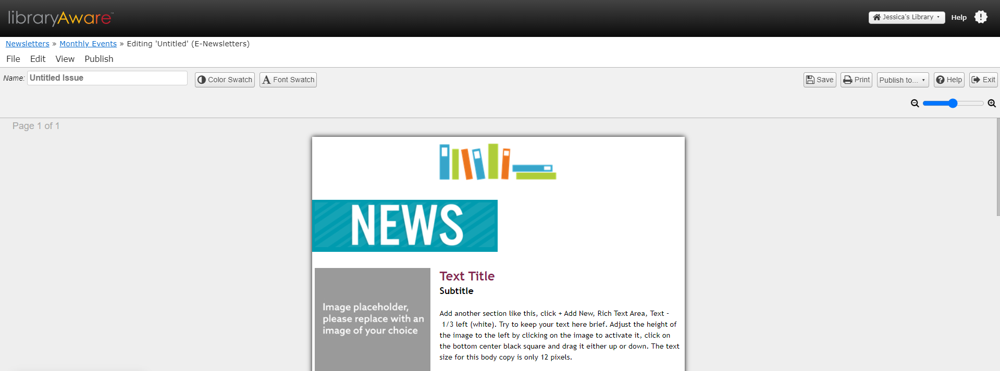 libraryAware™
Jessica's Library
Help
Newsletters » Monthly Events » Editing 'Untitled' (E-Newsletters)
File Edit View Publish
Name: Untitled Issue Color Swatch Font Swatch Save Print Publish to... Help Exit
Page 1 of 1
NEWS
Image placeholder,
please replace with an
image of your choice
Text Title
Subtitle
Add another section like this, click + Add New, Rich Text Area, Text -
1/3 left (white). Try to keep your text here brief. Adjust the height of
the image to the left by clicking on the image to activate it, click on
the bottom center black square and drag it either up or down. The text
size for this body copy is only 12 pixels.